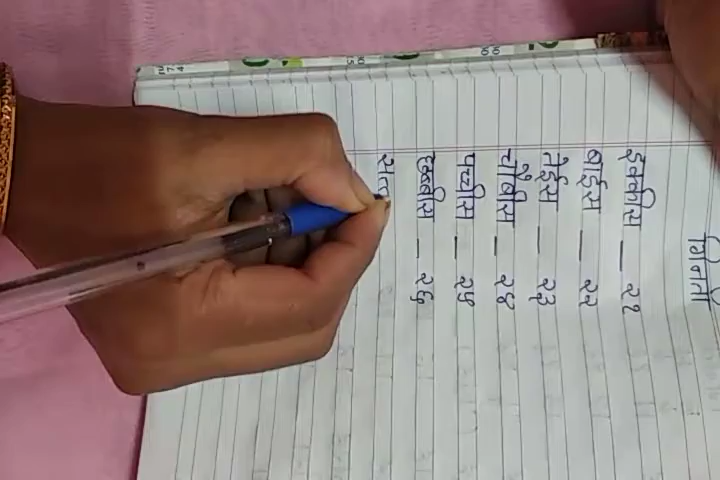 गिनती
इक्कीस – २१
बाईस – २२
तेईस – २३
चौबीस – २४
पच्चीस – २५
छब्बीस – २६